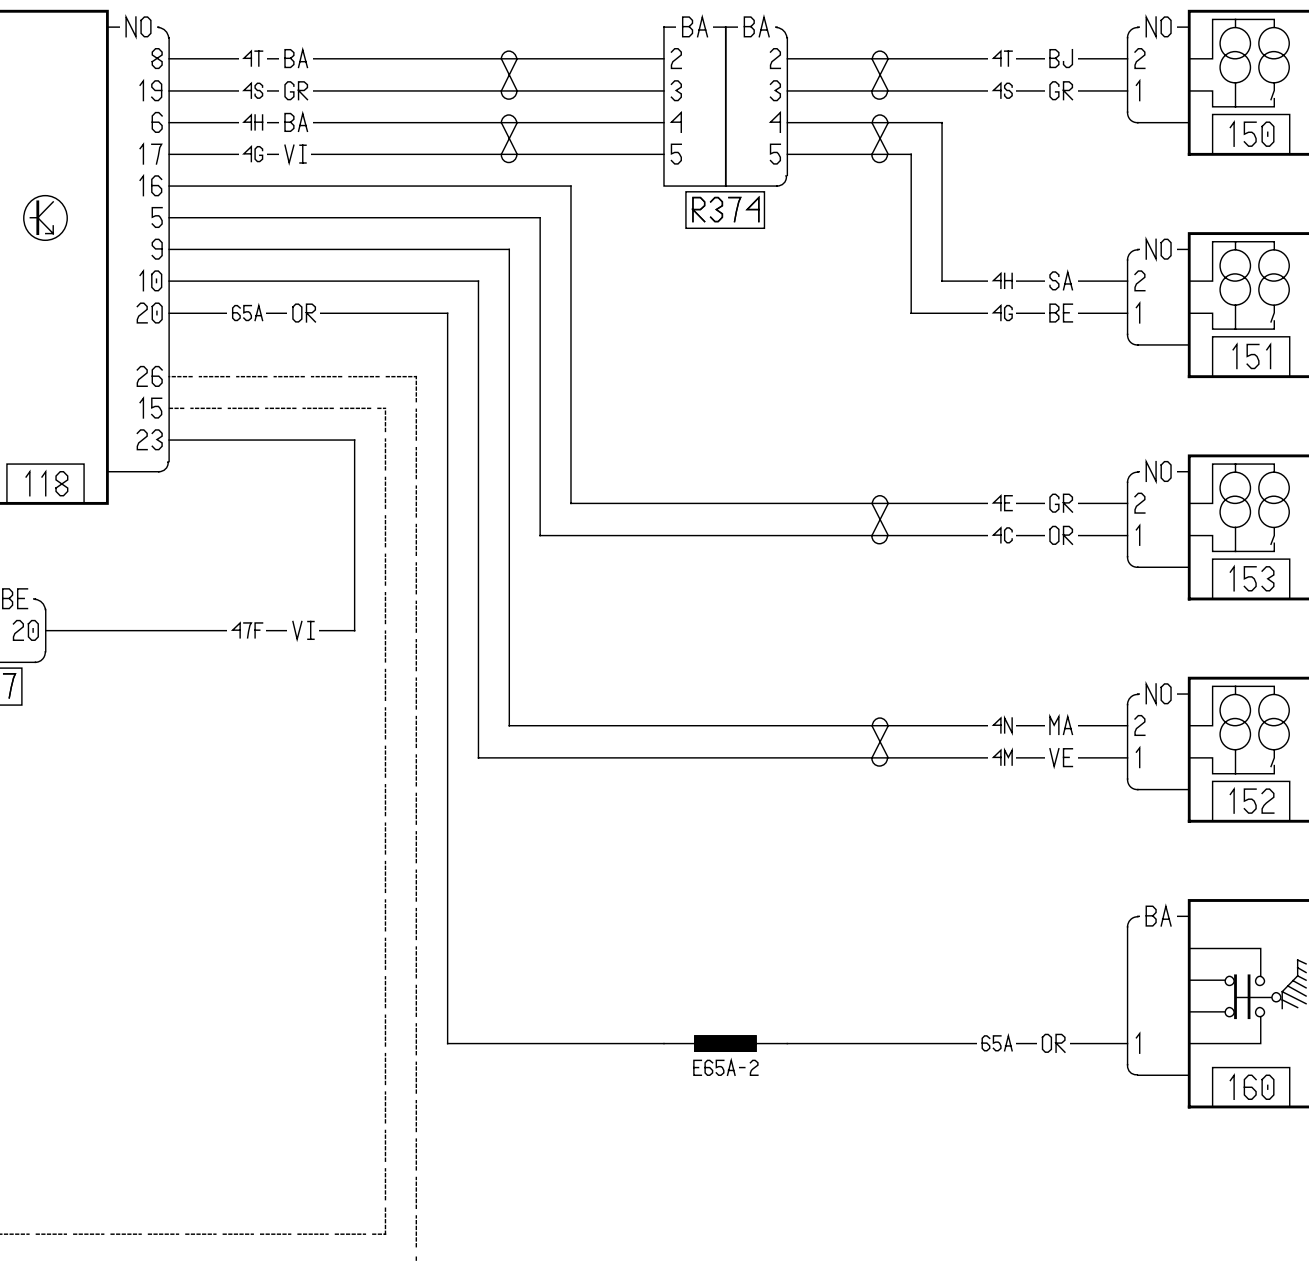 NO BA BA NO
8 4T BA 2 2 4T BJ 2
19 4S GR 3 3 4S GR 1
6 4H BA 4 4
150
17 4G VI 5 5
16
R374
5
9 NO
10 4H SA 2
20 65A OR 4G BE 1
151
26
15
23
NO
118
4E GR 2
4C OR 1
153
BE
20 47F VI
7
NO
4N MA 2
4M VE 1
152
BA
65A OR 1
E65A-2
160